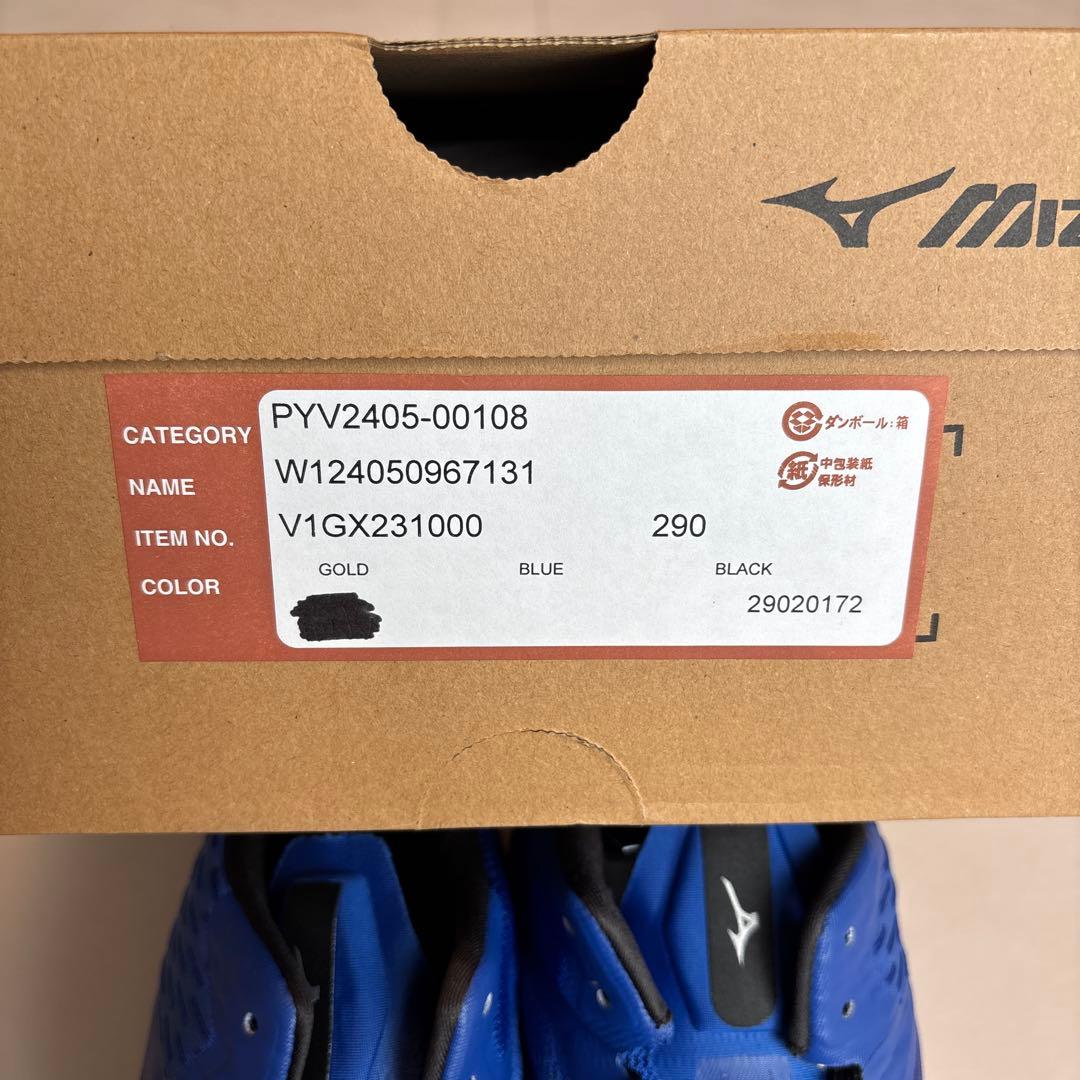 CATEGORY PYV2405-00108
ダンボール:箱
NAME W124050967131
紙 中包装紙
保形材
ITEM NO. V1GX231000 290
COLOR GOLD BLUE BLACK
29020172